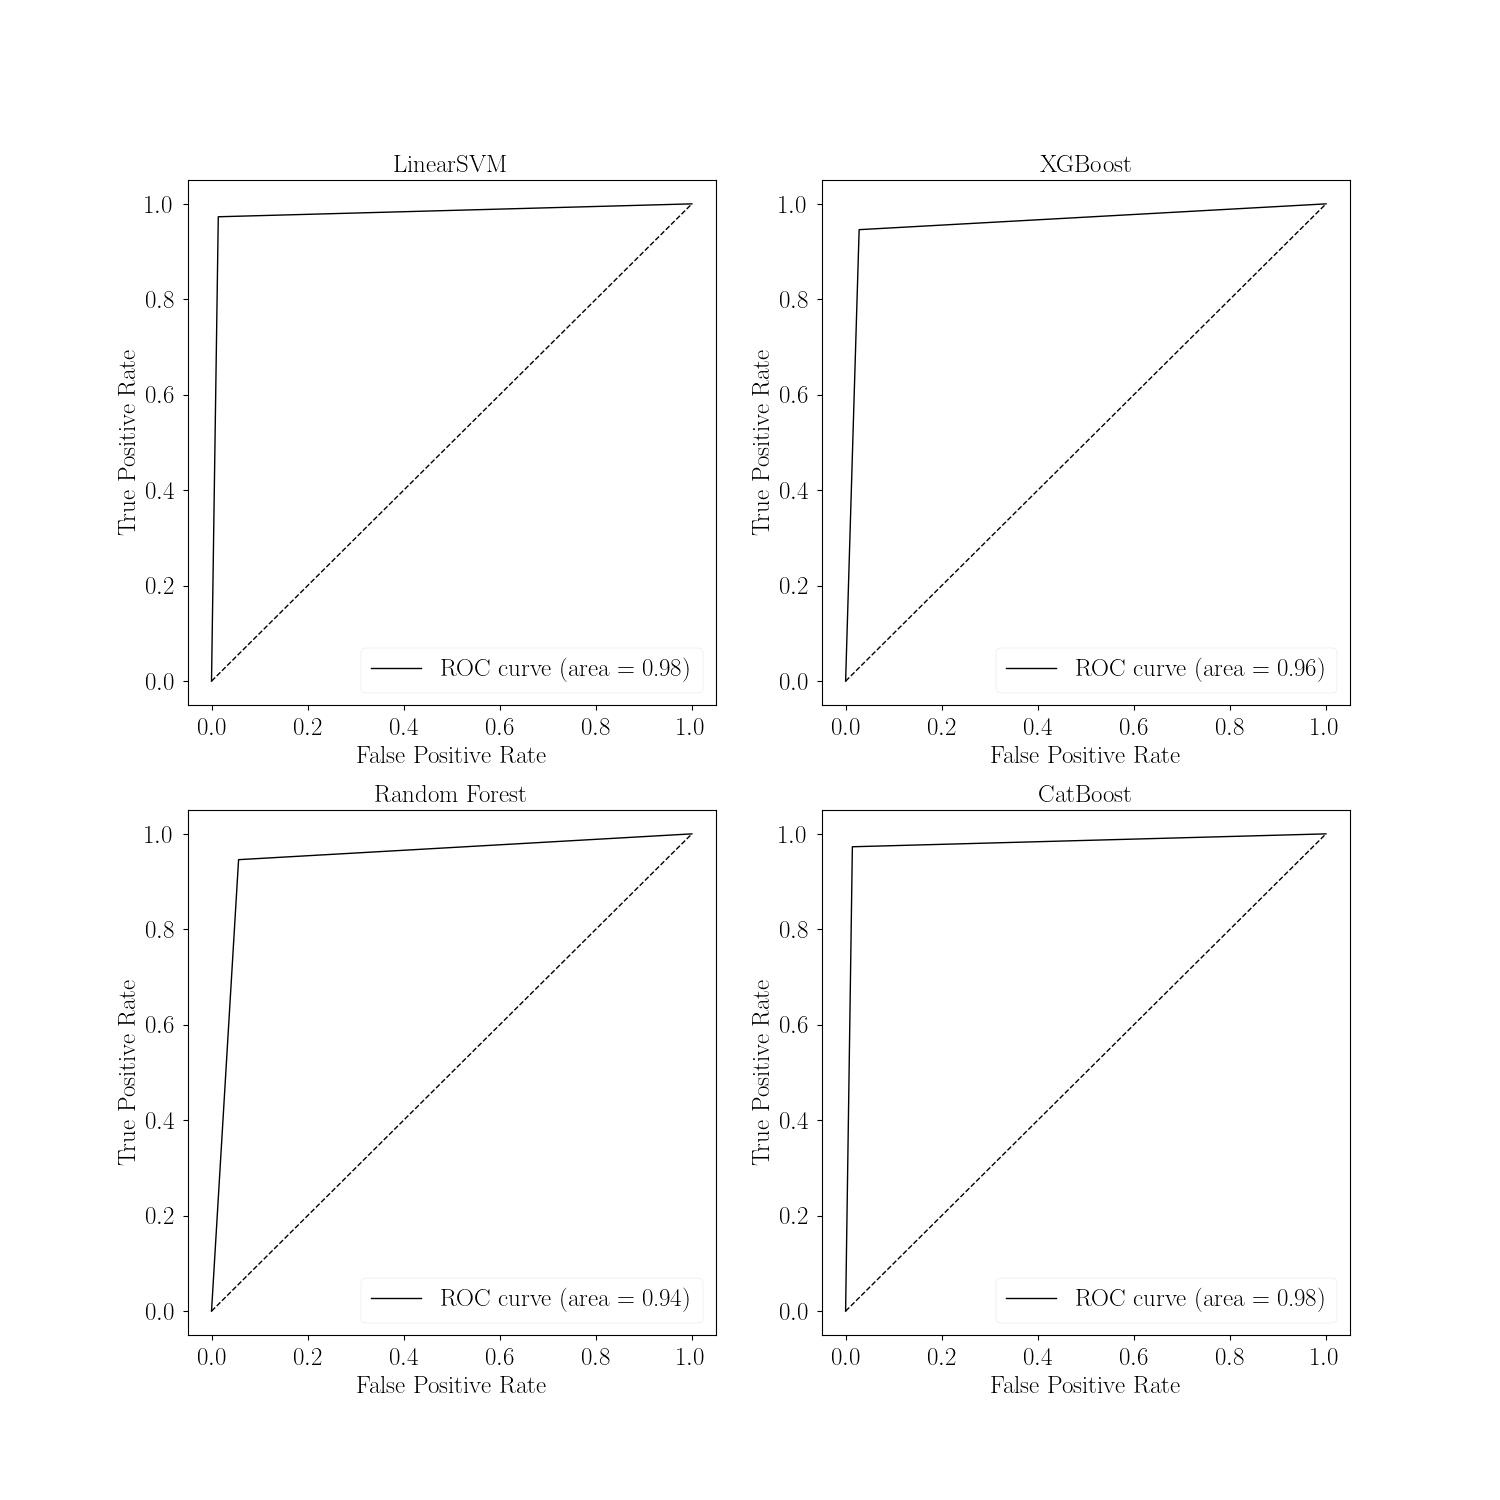 LinearSVM
1.0
0.8
0.6
0.4
0.2
0.0
True Positive Rate
ROC curve (area = 0.98)
0.0 0.2 0.4 0.6 0.8 1.0
False Positive Rate
XGBoost
1.0
0.8
0.6
0.4
0.2
0.0
True Positive Rate
ROC curve (area = 0.96)
0.0 0.2 0.4 0.6 0.8 1.0
False Positive Rate
Random Forest
1.0
0.8
0.6
0.4
0.2
0.0
True Positive Rate
ROC curve (area = 0.94)
0.0 0.2 0.4 0.6 0.8 1.0
False Positive Rate
CatBoost
1.0
0.8
0.6
0.4
0.2
0.0
True Positive Rate
ROC curve (area = 0.98)
0.0 0.2 0.4 0.6 0.8 1.0
False Positive Rate